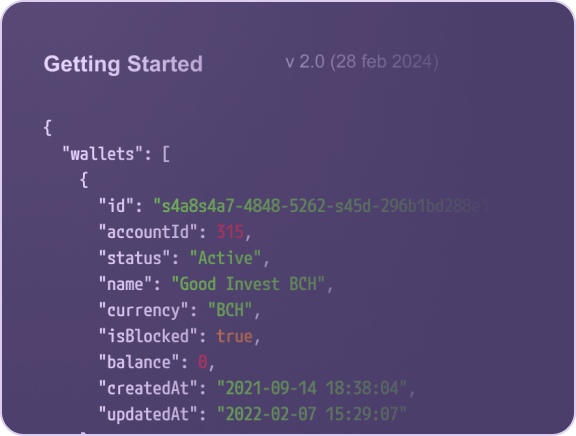 Getting Started v 2.0 (28 feb 2024)
{
"wallets": [
{
"id": "s4a8s4a7-4848-5262-s45d-296b1bd288e1
"accountId": 315,
"status": "Active",
"name": "Good Invest BCH",
"currency": "BCH",
"isBlocked": true,
"balance": 0,
"createdAt": "2021-09-14 18:38:04",
"updatedAt": "2022-02-07 15:29:07"